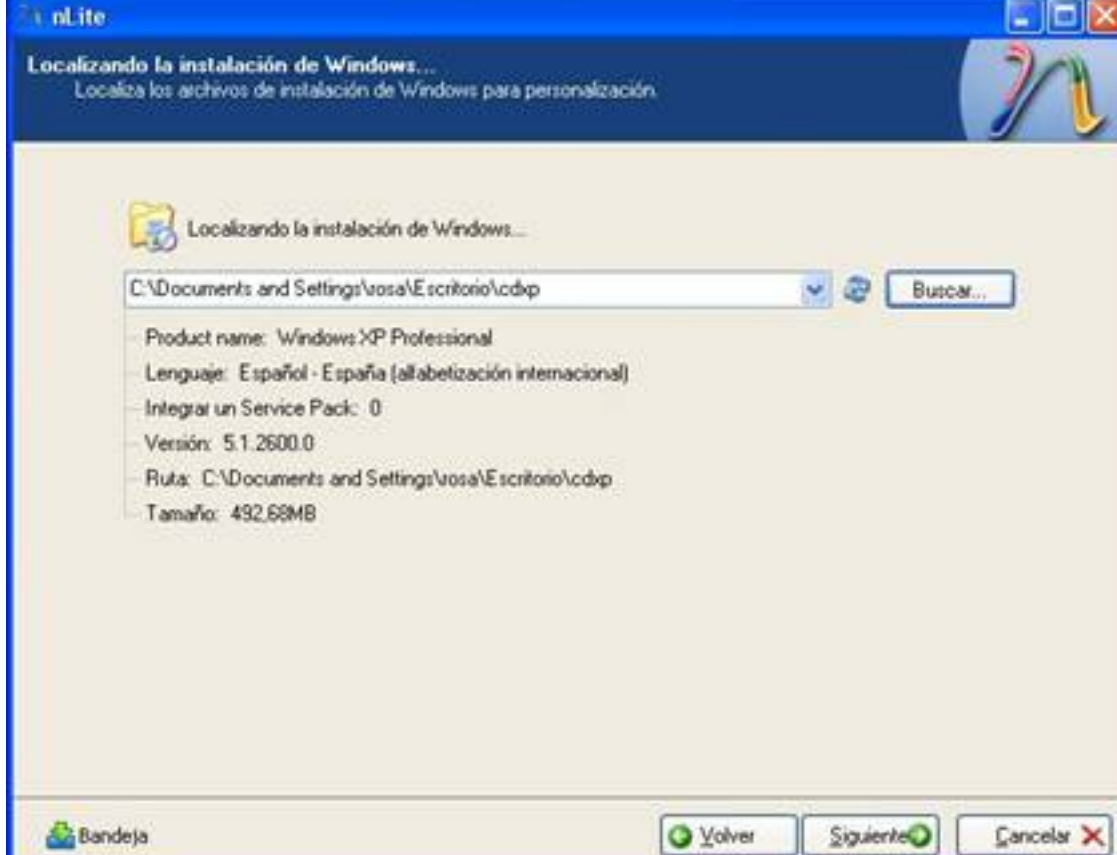 nLite
Localizando la instalación de Windows...
Localiza los archivos de instalación de Windows para personalización.
Localizando la instalación de Windows...
C:\Documents and Settings\rosa\Escritorio\cdxp
Buscar...
Product name: Windows XP Professional
Lenguaje: Español - España (alfabetización internacional)
Integrar un Service Pack: 0
Versión: 5.1.2600.0
Ruta: C:\Documents and Settings\rosa\Escritorio\cdxp
Tamaño: 492,68MB
Bandeja
Volver
Siguiente
Cancelar